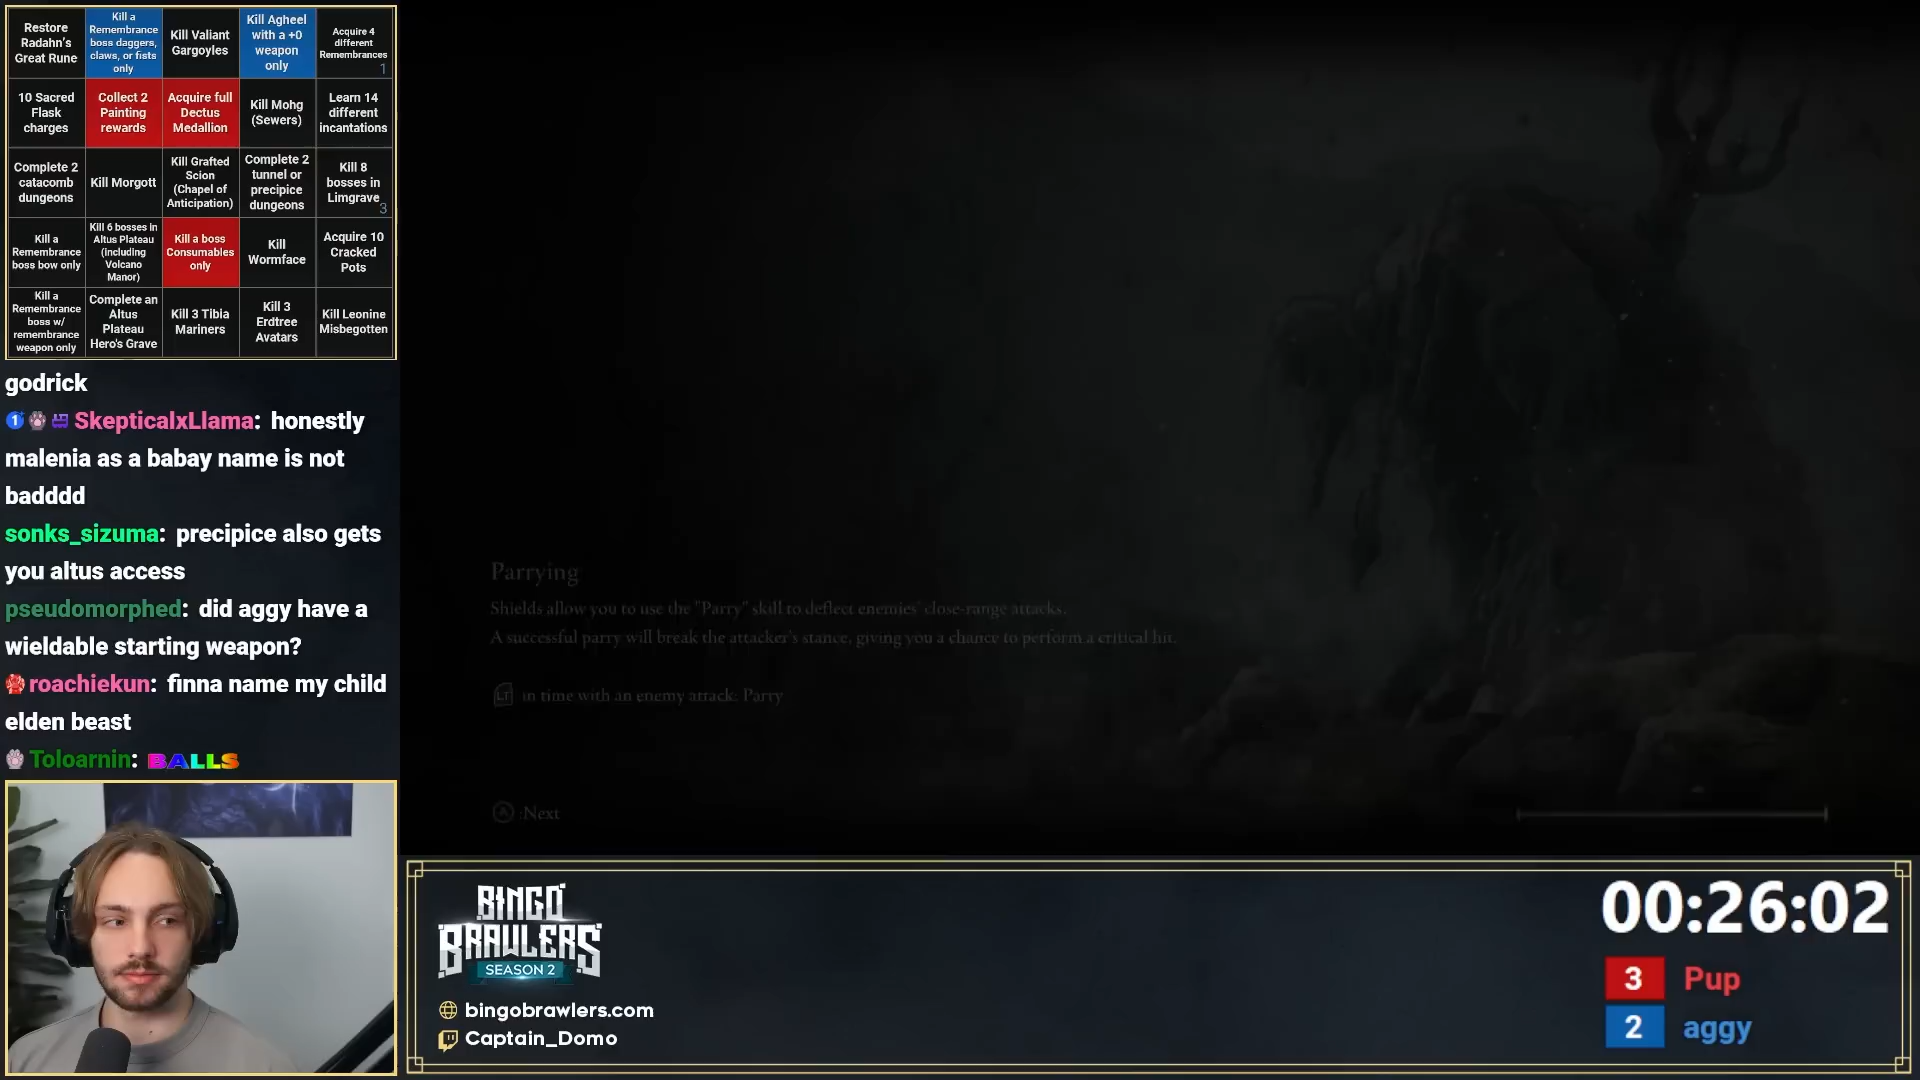 Restore
Radahn's
Great Rune
Kill a
Remembrance
boss daggers,
claws, or fists
only
Kill Valiant
Gargoyles
Kill Agheel
with a +0
weapon
only
Acquire 4
different
Remembrances
1
10 Sacred
Flask
charges
Collect 2
Painting
rewards
Acquire full
Dectus
Medallion
Kill Mohg
(Sewers)
Learn 14
different
incantations
Complete 2
catacomb
dungeons
Kill Morgott
Kill Grafted
Scion
(Chapel of
Anticipation)
Complete 2
tunnel or
precipice
dungeons
Kill 8
bosses in
Limgrave
3
Kill a
Remembrance
boss bow only
Kill 6 bosses in
Altus Plateau
(including
Volcano
Manor)
Kill a boss
Consumables
only
Kill
Wormface
Acquire 10
Cracked
Pots
Kill a
Remembrance
boss w/
remembrance
weapon only
Complete an
Altus
Plateau
Hero's Grave
Kill 3 Tibia
Mariners
Kill 3
Erdtree
Avatars
Kill Leonine
Misbegotten
godrick
1 SkepticalxLlama: honestly
malenia as a babay name is not
badddd
sonks_sizuma: precipice also gets
you altus access
pseudomorphed: did aggy have a
wieldable starting weapon?
roachiekun: finna name my child
elden beast
Toloarnin: BALLS
Parrying
Shields allow you to use the "Parry" skill to deflect enemies' close-range attacks.
A successful parry will break the attacker's stance, giving you a chance to perform a critical hit.
LT in time with an enemy attack: Parry
A :Next
BINGO
BRAWLERS
SEASON 2
bingobrawlers.com
Captain_Domo
00:26:02
3 Pup
2 aggy